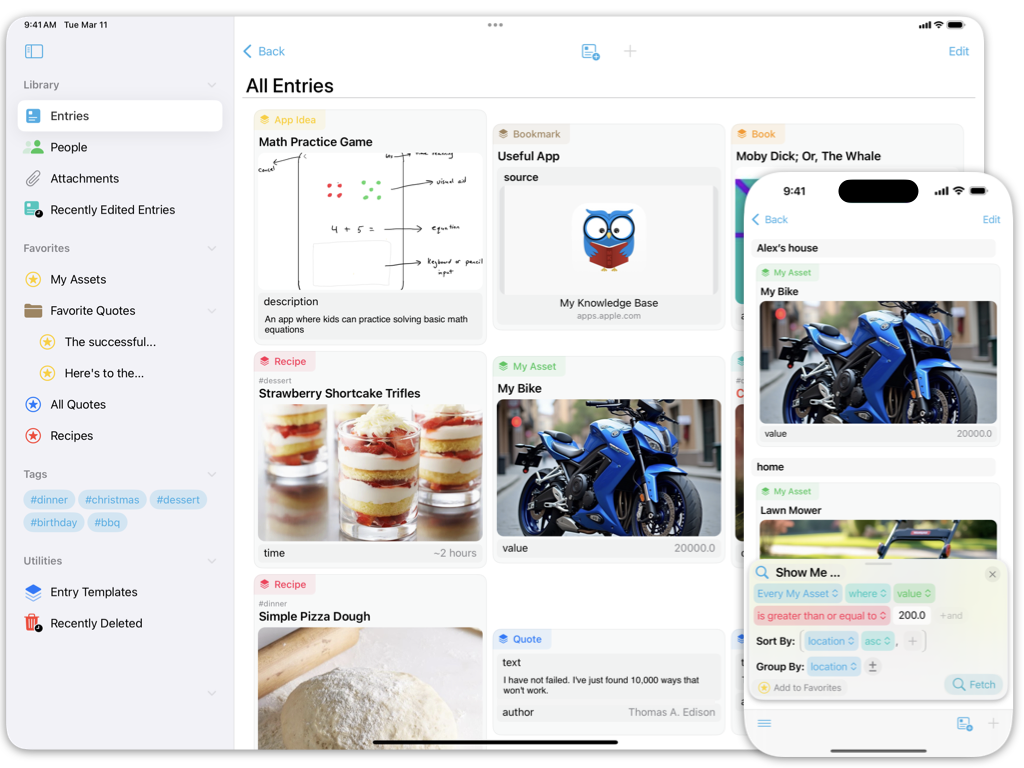 9:41 AM Tue Mar 11
Library
Entries
People
Attachments
Recently Edited Entries
Favorites
My Assets
Favorite Quotes
The successful...
Here's to the...
All Quotes
Recipes
Tags
#dinner #christmas #dessert
#birthday #bbq
Utilities
Entry Templates
Recently Deleted
Back
Edit
All Entries
App Idea
Math Practice Game
cancel
visual aid
4 + 5 =
equation
keyboard or pencil
input
description
An app where kids can practice solving basic math
equations
Recipe
#dessert
Strawberry Shortcake Trifles
time ~2 hours
Recipe
#dinner
Simple Pizza Dough
Bookmark
Useful App
source
My Knowledge Base
apps.apple.com
My Asset
My Bike
value 20000.0
Quote
text
I have not failed. I've just found 10,000 ways that
won't work.
author Thomas A. Edison
Book
Moby Dick; Or, The Whale
9:41
Back Edit
Alex's house
My Asset
My Bike
value 20000.0
home
My Asset
Lawn Mower
Show Me ...
Every My Asset where value
is greater than or equal to 200.0 +and
Sort By: ( location asc , + )
Group By: location ±
Add to Favorites
Fetch